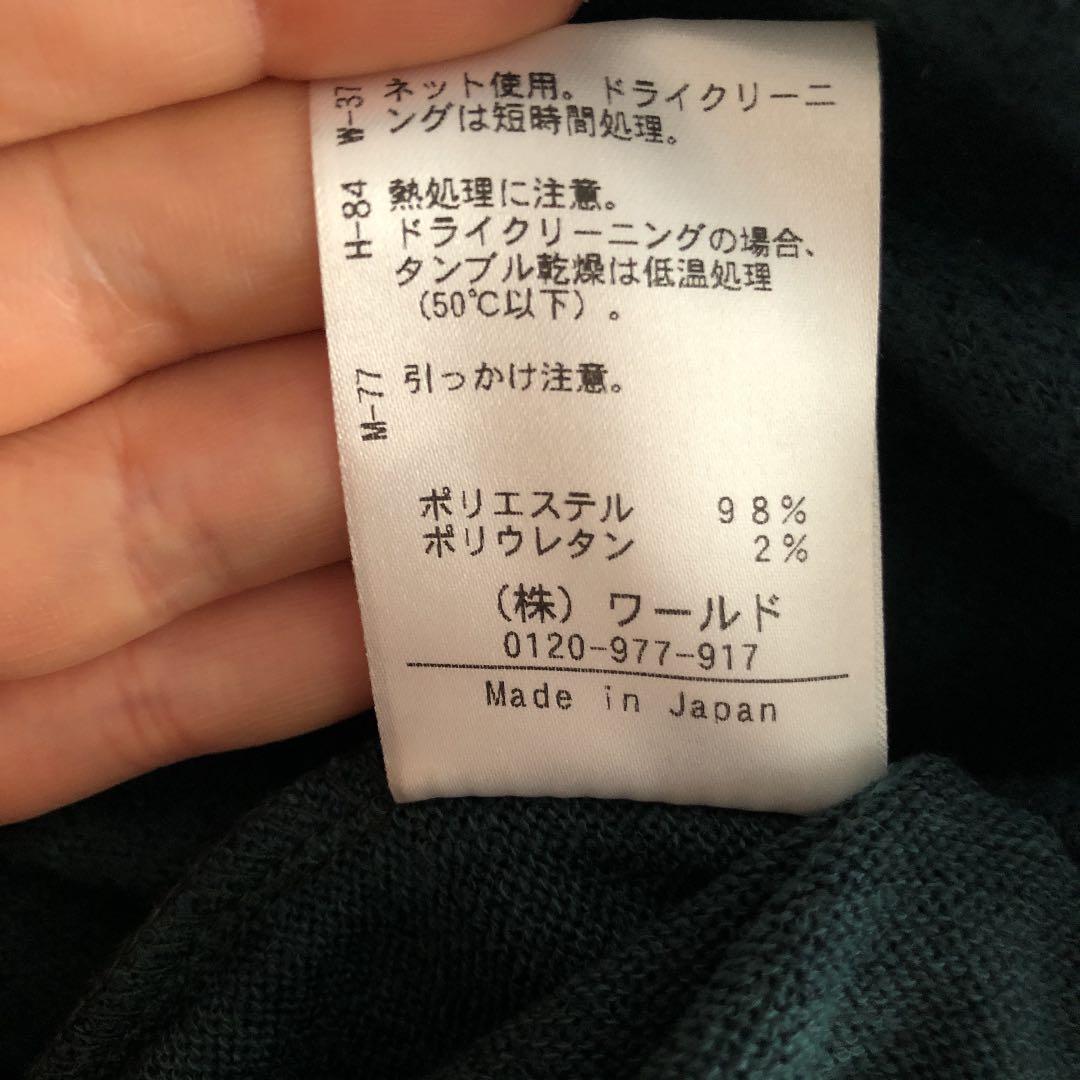 W-37 ネット使用。ドライクリーニ
ングは短時間処理。
H-84 熱処理に注意。
ドライクリーニングの場合、
タンブル乾燥は低温処理
(50℃以下)。
M-77 引っかけ注意。
ポリエステル 98%
ポリウレタン 2%
(株)ワールド
0120-977-917
Made in Japan